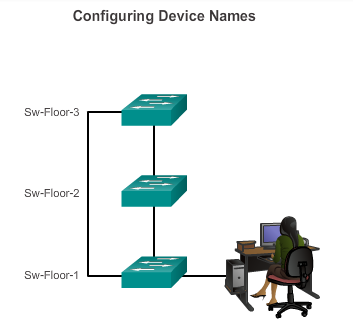 Configuring Device Names
Sw-Floor-3
Sw-Floor-2
Sw-Floor-1